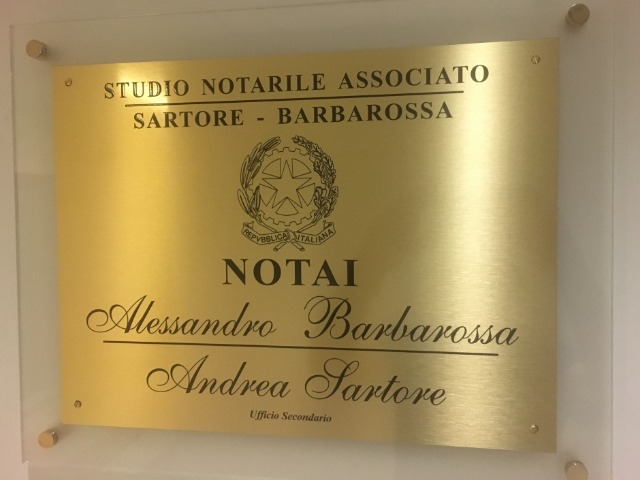 STUDIO NOTARILE ASSOCIATO
SARTORE - BARBAROSSA
REPVBBLICA ITALIANA
NOTAI
Alessandro Barbarossa
Andrea Sartore
Ufficio Secondario